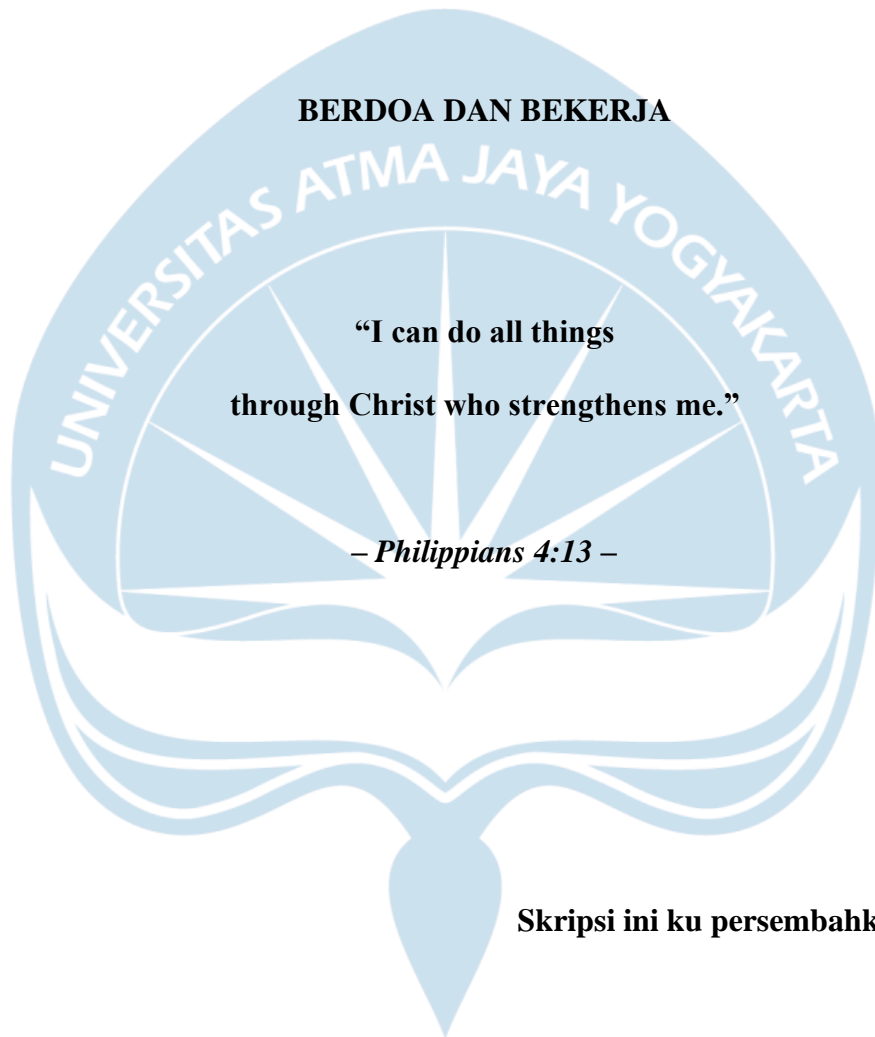 BERDOA DAN BEKERJA
UNIVERSITAS ATMA JAYA YOGYAKARTA
“I can do all things
through Christ who strengthens me.”
– Philippians 4:13 –
Skripsi ini ku